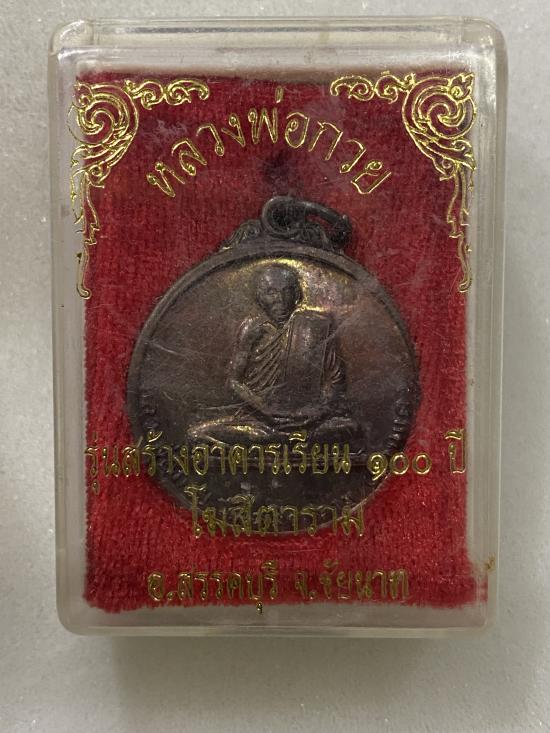 หลวงพ่อกวย
รุ่นสร้างอาคารเรียน ๑๐๐ ปี
โฆสิตาราม
อ.สรรคบุรี จ.ชัยนาท